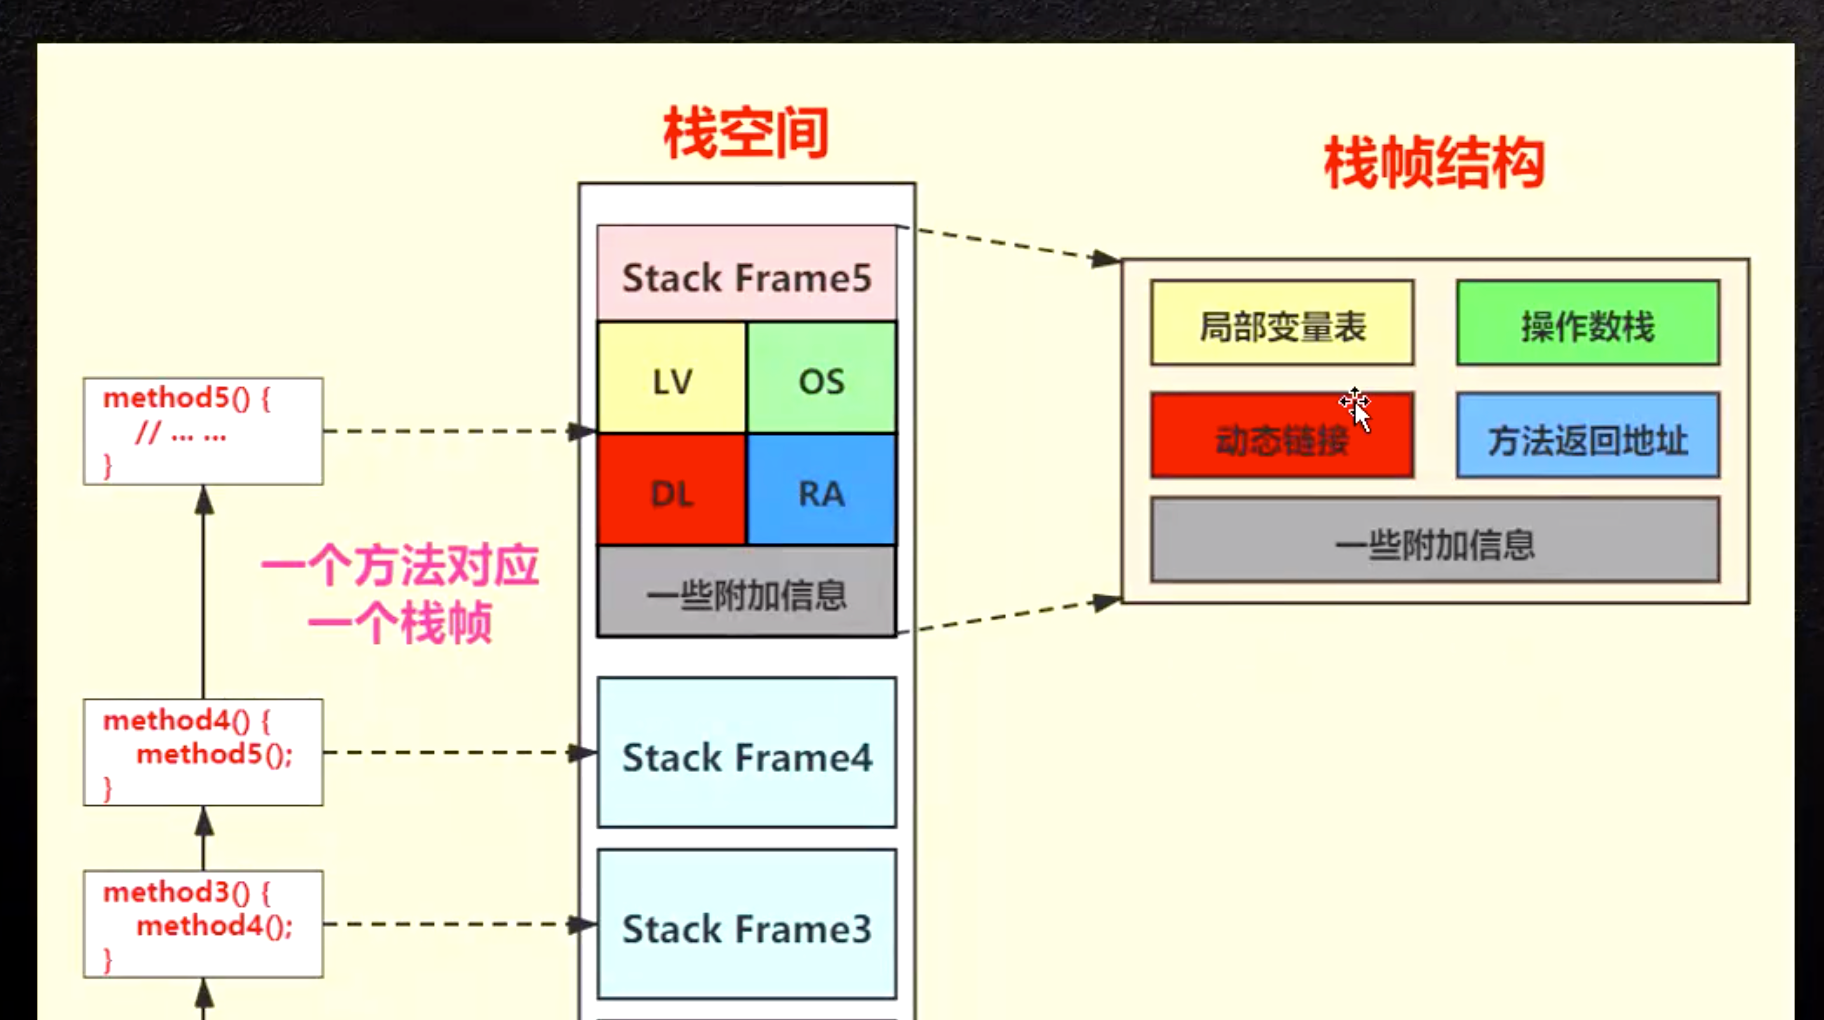 栈空间
栈帧结构
Stack Frame5
LV
OS
DL
RA
一些附加信息
局部变量表
操作数栈
动态链接
方法返回地址
一些附加信息
method5() {
// ... ...
}
一个方法对应
一个栈帧
method4() {
method5();
}
Stack Frame4
method3() {
method4();
}
Stack Frame3